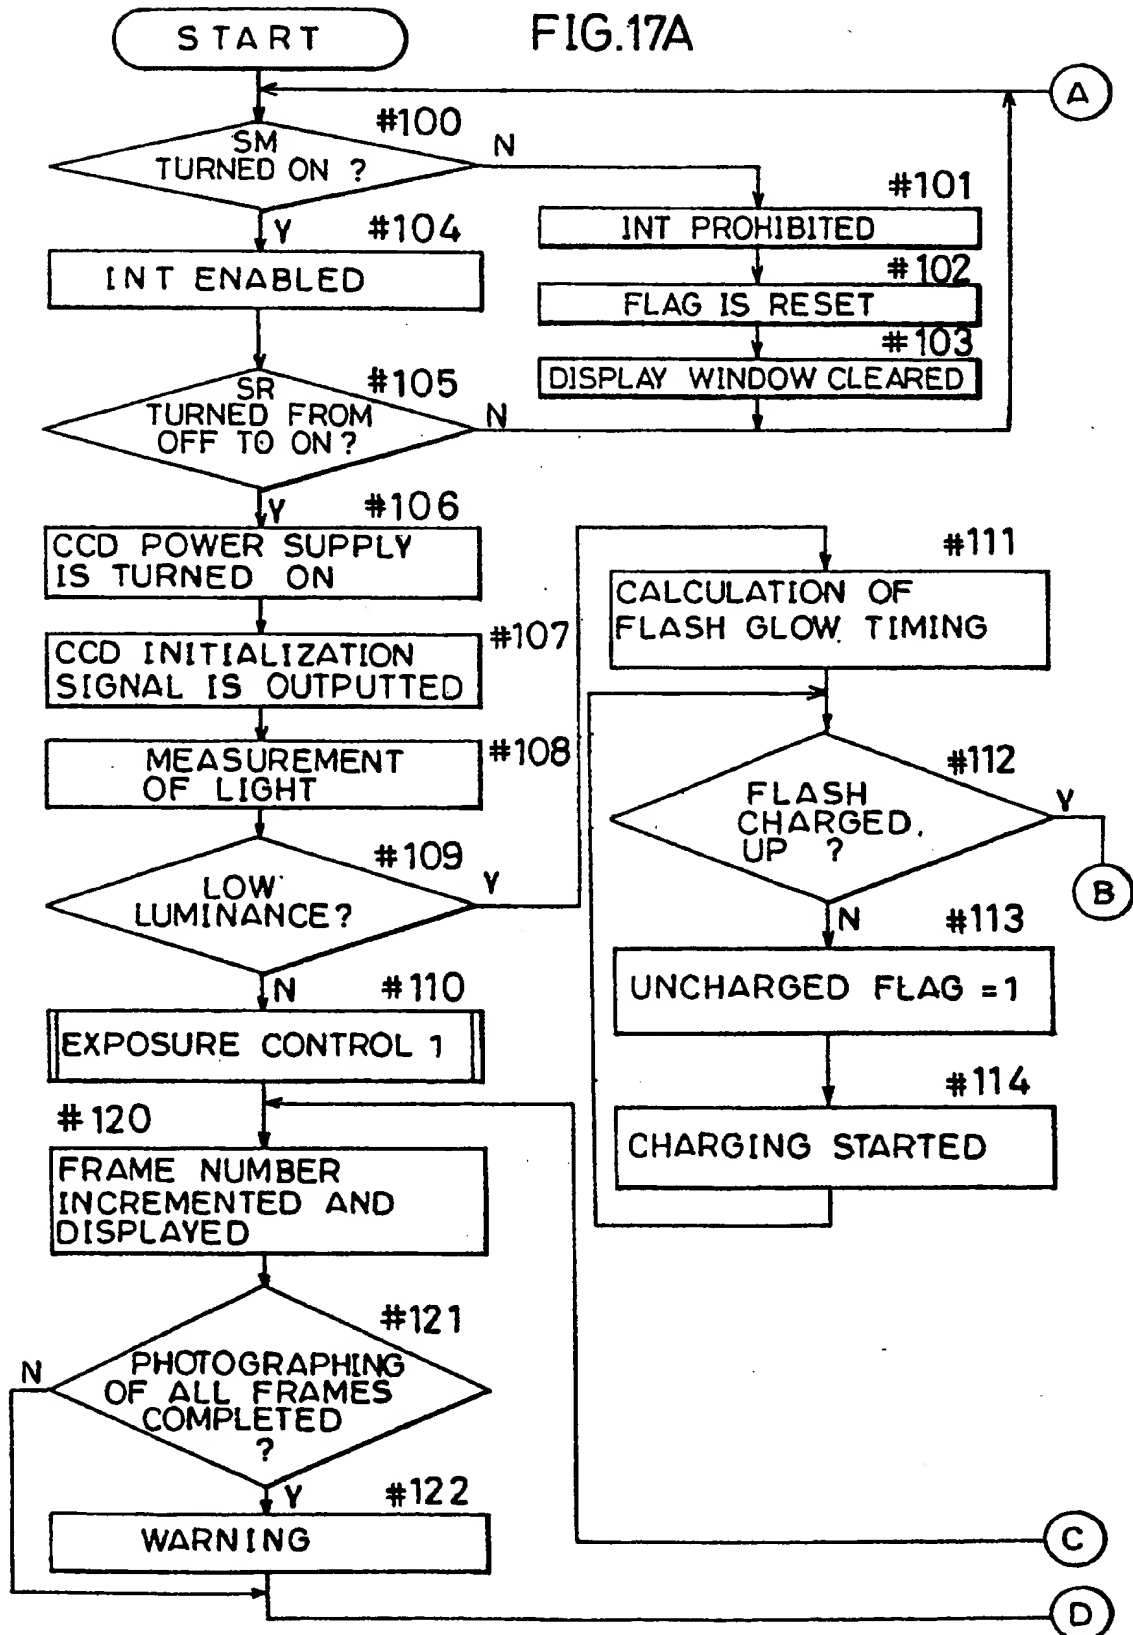 START
FIG.17A
A
#100
SM
TURNED ON ?
N
Y
#101
INT PROHIBITED
#104
INT ENABLED
#102
FLAG IS RESET
#103
DISPLAY WINDOW CLEARED
#105
SR
TURNED FROM
OFF TO ON?
N
Y
#106
CCD POWER SUPPLY
IS TURNED ON
#107
CCD INITIALIZATION
SIGNAL IS OUTPUTTED
#108
MEASUREMENT
OF LIGHT
#109
LOW
LUMINANCE?
Y
N
#110
EXPOSURE CONTROL 1
#111
CALCULATION OF
FLASH GLOW TIMING
#112
FLASH
CHARGED
UP ?
Y
B
N
#113
UNCHARGED FLAG =1
#114
CHARGING STARTED
#120
FRAME NUMBER
INCREMENTED AND
DISPLAYED
#121
PHOTOGRAPHING
OF ALL FRAMES
COMPLETED
?
N
Y
#122
WARNING
C
D